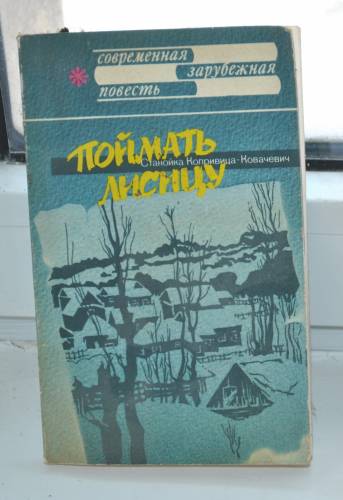 современная
зарубежная
повесть
ПОЙМАТЬ
Станойка Копривица-Ковачевич
ЛИСИЦУ